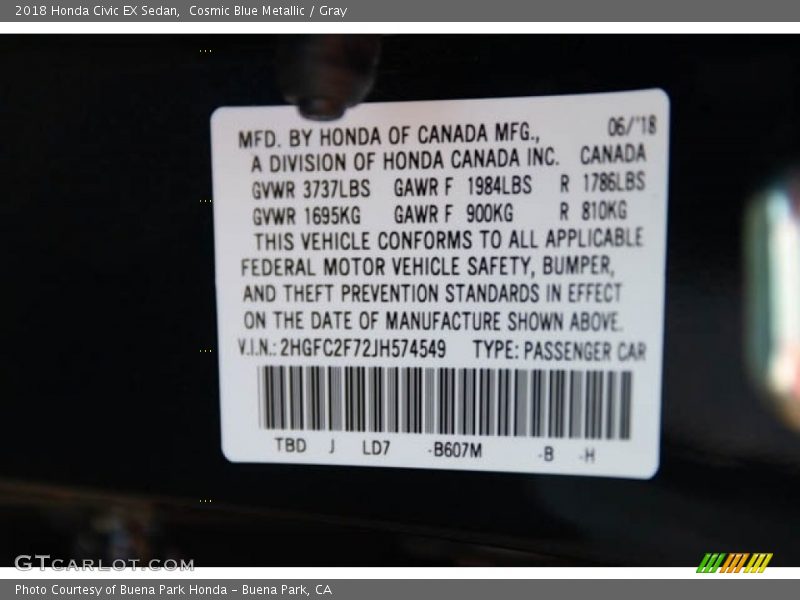 2018 Honda Civic EX Sedan,  Cosmic Blue Metallic / Gray
MFD. BY HONDA OF CANADA MFG., 06/'18
A DIVISION OF HONDA CANADA INC. CANADA
GVWR 3737LBS GAWR F 1984LBS R 1786LBS
GVWR 1695KG GAWR F 900KG R 810KG
THIS VEHICLE CONFORMS TO ALL APPLICABLE
FEDERAL MOTOR VEHICLE SAFETY, BUMPER,
AND THEFT PREVENTION STANDARDS IN EFFECT
ON THE DATE OF MANUFACTURE SHOWN ABOVE.
V.I.N.: 2HGFC2F72JH574549 TYPE: PASSENGER CAR
TBD J LD7 -B607M -B -H
GTCARLOT.COM
Photo Courtesy of Buena Park Honda - Buena Park, CA